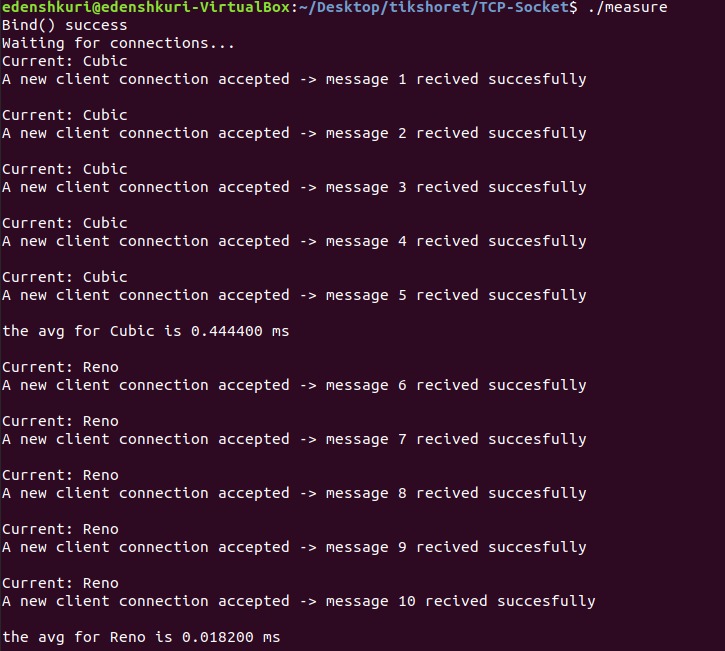 edenshkuri@edenshkuri-VirtualBox:~/Desktop/tikshoret/TCP-Socket$ ./measure
Bind() success
Waiting for connections...
Current: Cubic
A new client connection accepted -> message 1 recived succesfully
Current: Cubic
A new client connection accepted -> message 2 recived succesfully
Current: Cubic
A new client connection accepted -> message 3 recived succesfully
Current: Cubic
A new client connection accepted -> message 4 recived succesfully
Current: Cubic
A new client connection accepted -> message 5 recived succesfully
the avg for Cubic is 0.444400 ms
Current: Reno
A new client connection accepted -> message 6 recived succesfully
Current: Reno
A new client connection accepted -> message 7 recived succesfully
Current: Reno
A new client connection accepted -> message 8 recived succesfully
Current: Reno
A new client connection accepted -> message 9 recived succesfully
Current: Reno
A new client connection accepted -> message 10 recived succesfully
the avg for Reno is 0.018200 ms